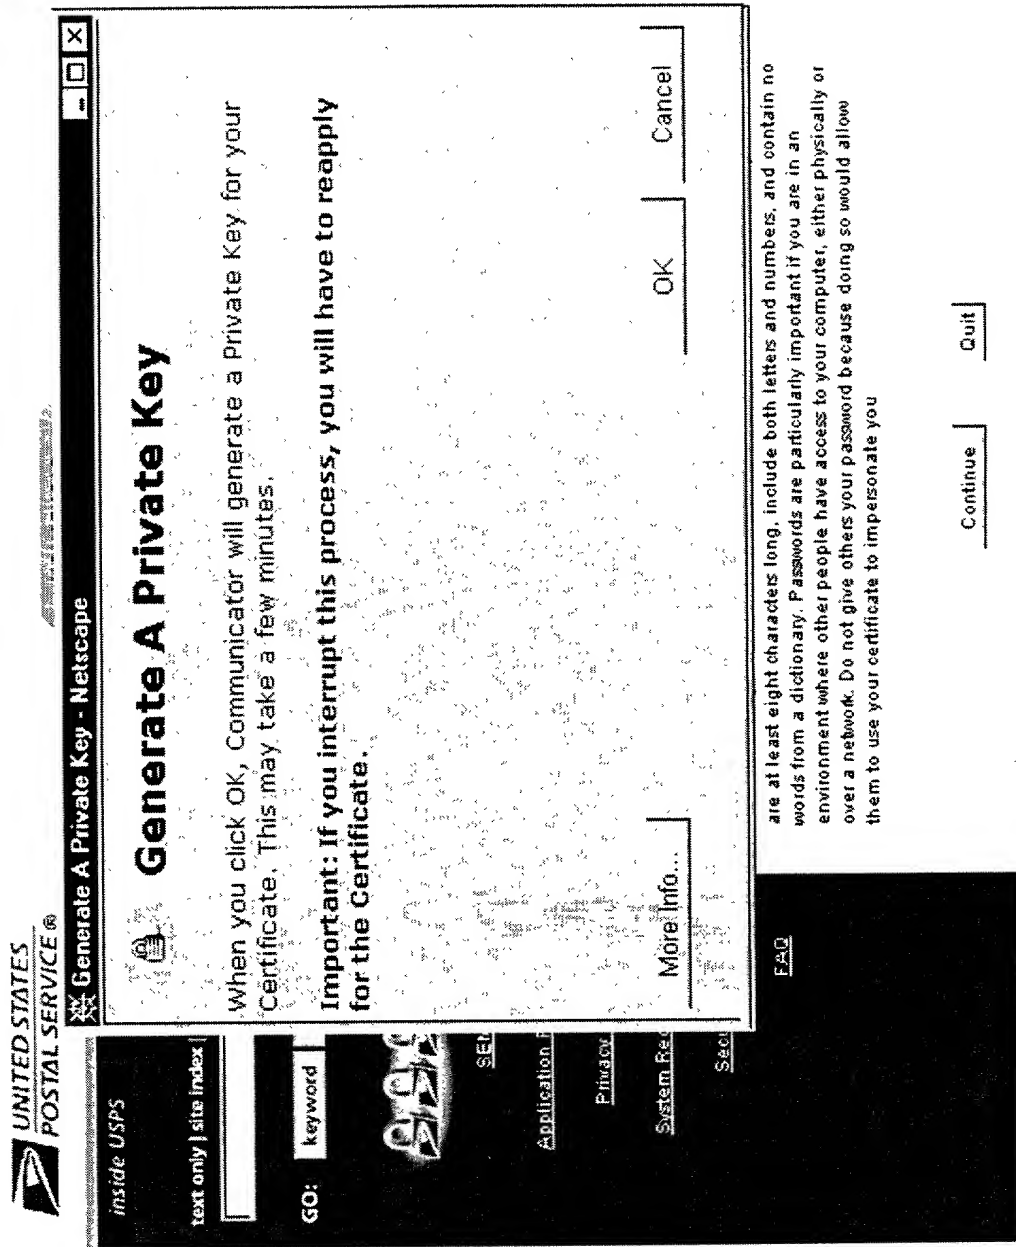 UNITED STATES
POSTAL SERVICE ®
Generate A Private Key - Netscape
inside USPS
text only | site index |
GO:
keyword
Application
Privacy
FAQ
Generate A Private Key
When you click OK, Communicator will generate a Private Key for your
Certificate. This may take a few minutes.
Important: If you interrupt this process, you will have to reapply
for the Certificate.
More Info...
OK
Cancel
are at least eight characters long, include both letters and numbers, and contain no
words from a dictionary. Passwords are particularly important if you are in an
environment where other people have access to your computer, either physically or
over a network. Do not give others your password because doing so would allow
them to use your certificate to impersonate you
Continue
Quit